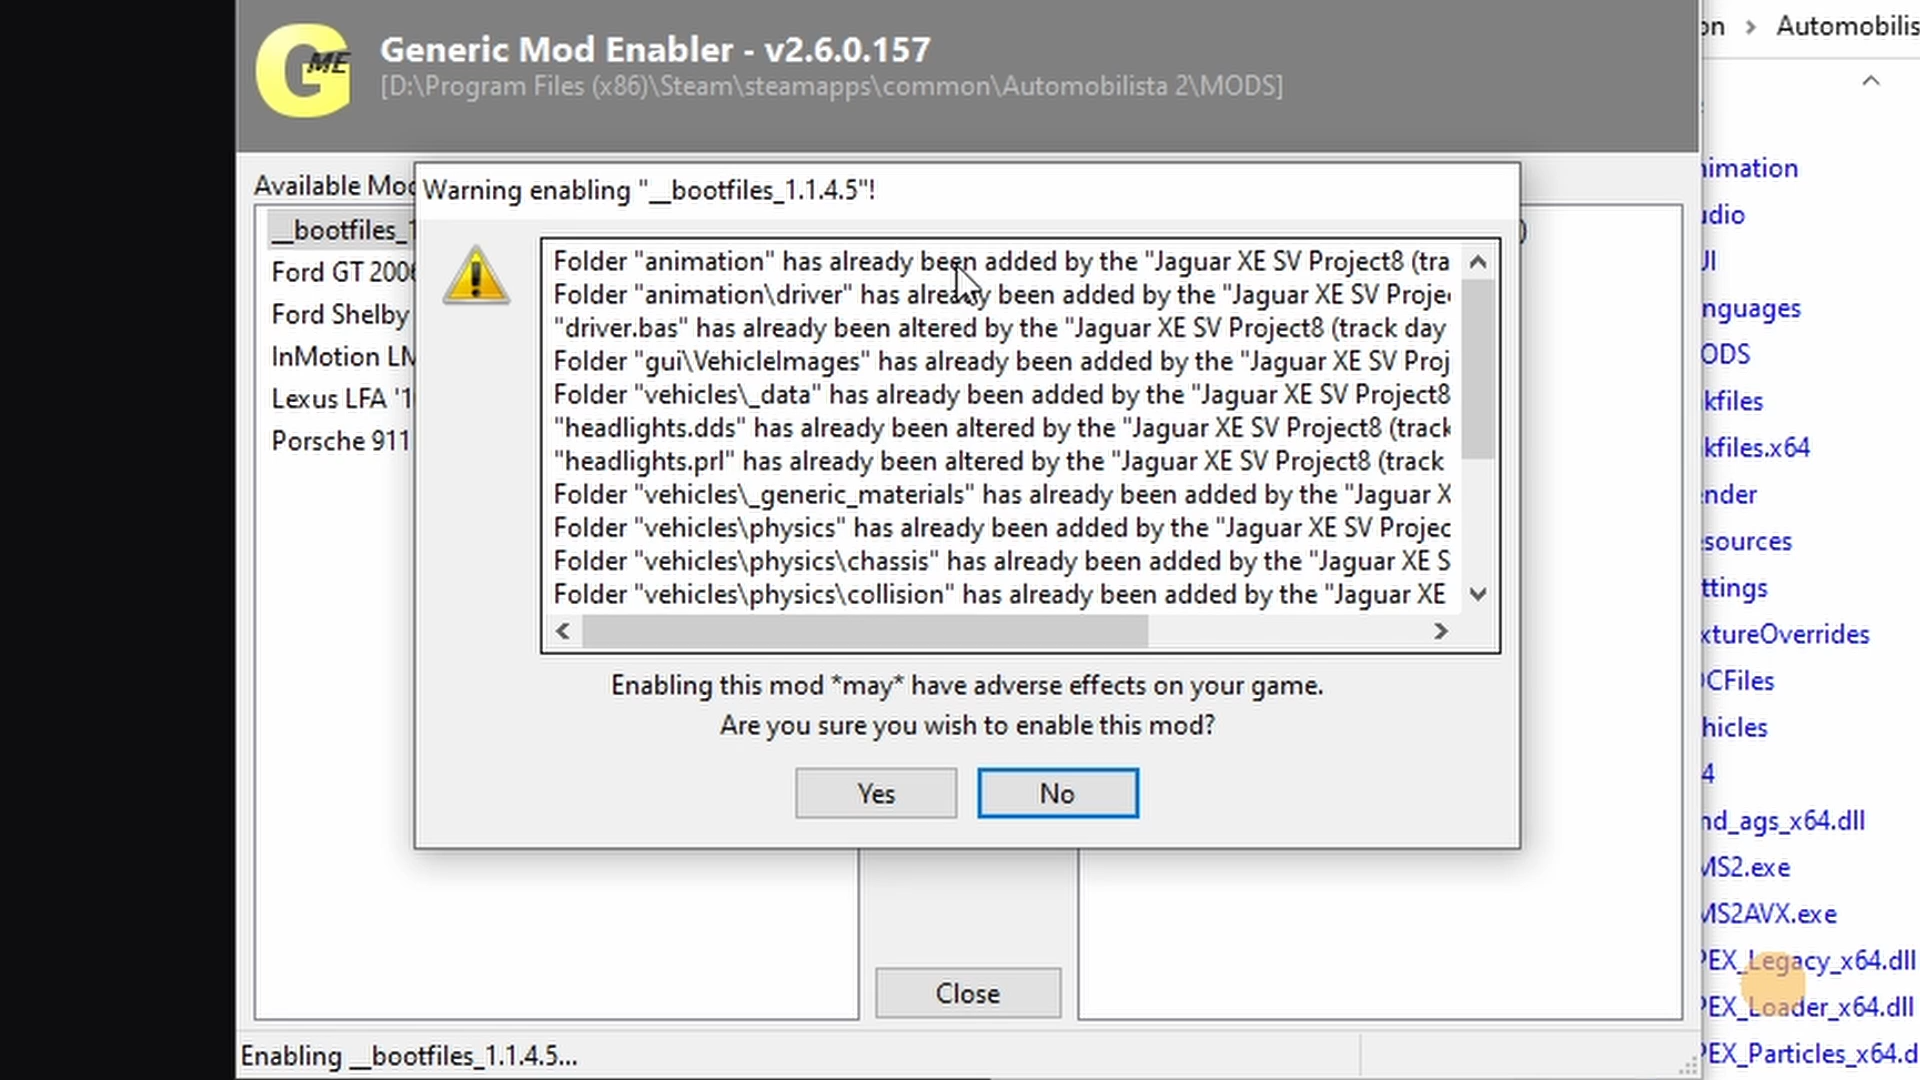 GME
Generic Mod Enabler - v2.6.0.157
[D:\Program Files (x86)\Steam\steamapps\common\Automobilista 2\MODS]
on > Automobilis
Available Mod
Warning enabling "__bootfiles_1.1.4.5"!
__bootfiles_1
Ford GT 2006
Ford Shelby
InMotion LM
Lexus LFA '1
Porsche 911
)
Folder "animation" has already been added by the "Jaguar XE SV Project8 (tra
Folder "animation\driver" has already been added by the "Jaguar XE SV Projec
"driver.bas" has already been altered by the "Jaguar XE SV Project8 (track day
Folder "gui\VehicleImages" has already been added by the "Jaguar XE SV Proj
Folder "vehicles\_data" has already been added by the "Jaguar XE SV Project8
"headlights.dds" has already been altered by the "Jaguar XE SV Project8 (track
"headlights.prl" has already been altered by the "Jaguar XE SV Project8 (track
Folder "vehicles\_generic_materials" has already been added by the "Jaguar X
Folder "vehicles\physics" has already been added by the "Jaguar XE SV Projec
Folder "vehicles\physics\chassis" has already been added by the "Jaguar XE S
Folder "vehicles\physics\collision" has already been added by the "Jaguar XE
Enabling this mod *may* have adverse effects on your game.
Are you sure you wish to enable this mod?
Yes
No
Close
Enabling __bootfiles_1.1.4.5...
nimation
udio
UI
nguages
ODS
kfiles
kfiles.x64
nder
sources
ttings
xtureOverrides
CFiles
hicles
4
nd_ags_x64.dll
MS2.exe
MS2AVX.exe
PEX_Legacy_x64.dll
PEX_Loader_x64.dll
PEX_Particles_x64.d